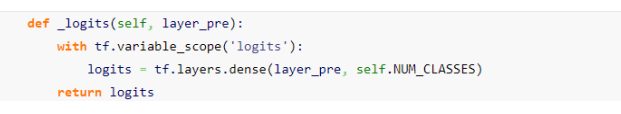 def _logits(self, layer_pre):
    with tf.variable_scope('logits'):
        logits = tf.layers.dense(layer_pre, self.NUM_CLASSES)
    return logits